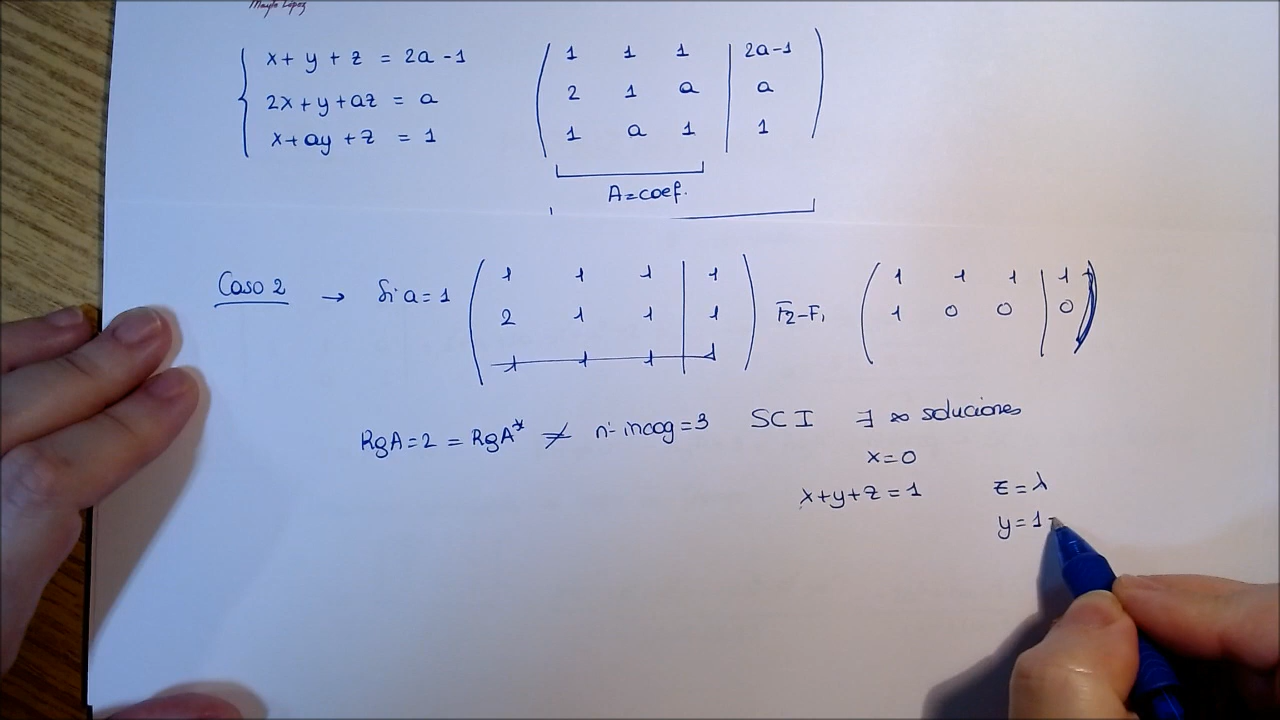 Mayte López
x + y + z = 2a - 1
2x + y + az = a
x + ay + z = 1
1 1 1 | 2a-1
2 1 a | a
1 a 1 | 1
A = coef.
Caso 2 → Si a = 1
1 1 1 | 1
2 1 1 | 1
1 1 1 | 1
F2 - F1
1 1 1 | 1
1 0 0 | 0
RgA = 2 = RgA* ≠ nº incog = 3 SCI ∃ ∞ soluciones
x = 0
x + y + z = 1
z = λ
y = 1 -